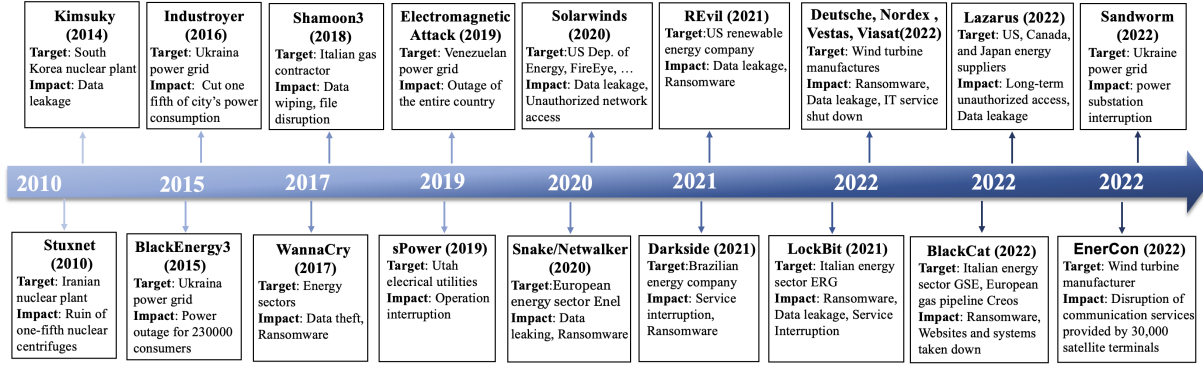 Kimsuky
(2014)
Target: South
Korea nuclear plant
Impact: Data
leakage
Industroyer
(2016)
Target: Ukraina
power grid
Impact: Cut one
fifth of city's power
consumption
Shamoon3
(2018)
Target: Italian gas
contractor
Impact: Data
wiping, file
disruption
Electromagnetic
Attack (2019)
Target: Venezuelan
power grid
Impact: Outage of
the entire country
Solarwinds
(2020)
Target:US Dep. of
Energy, FireEye, …
Impact: Data leakage,
Unauthorized network
access
REvil (2021)
Target:US renewable
energy company
Impact: Data leakage,
Ransomware
Deutsche, Nordex ,
Vestas, Viasat(2022)
Target: Wind turbine
manufactures
Impact: Ransomware,
Data leakage, IT service
shut down
Lazarus (2022)
Target: US, Canada,
and Japan energy
suppliers
Impact: Long-term
unauthorized access,
Data leakage
Sandworm
(2022)
Target: Ukraine
power grid
Impact: power
substation
interruption
2010
2015
2017
2019
2020
2021
2022
2022
2022
Stuxnet
(2010)
Target: Iranian
nuclear plant
Impact: Ruin of
one-fifth nuclear
centrifuges
BlackEnergy3
(2015)
Target: Ukraina
power grid
Impact: Power
outage for 230000
consumers
WannaCry
(2017)
Target: Energy
sectors
Impact: Data theft,
Ransomware
sPower (2019)
Target: Utah
elecrical utilities
Impact: Operation
interruption
Snake/Netwalker
(2020)
Target:European
energy sector Enel
Impact: Data
leaking, Ransomware
Darkside (2021)
Target:Brazilian
energy company
Impact: Service
interruption,
Ransomware
LockBit (2021)
Target: Italian energy
sector ERG
Impact: Ransomware,
Data leakage, Service
Interruption
BlackCat (2022)
Target: Italian energy
sector GSE, European
gas pipeline Creos
Impact: Ransomware,
Websites and systems
taken down
EnerCon (2022)
Target: Wind turbine
manufacturer
Impact: Disruption of
communication services
provided by 30,000
satellite terminals